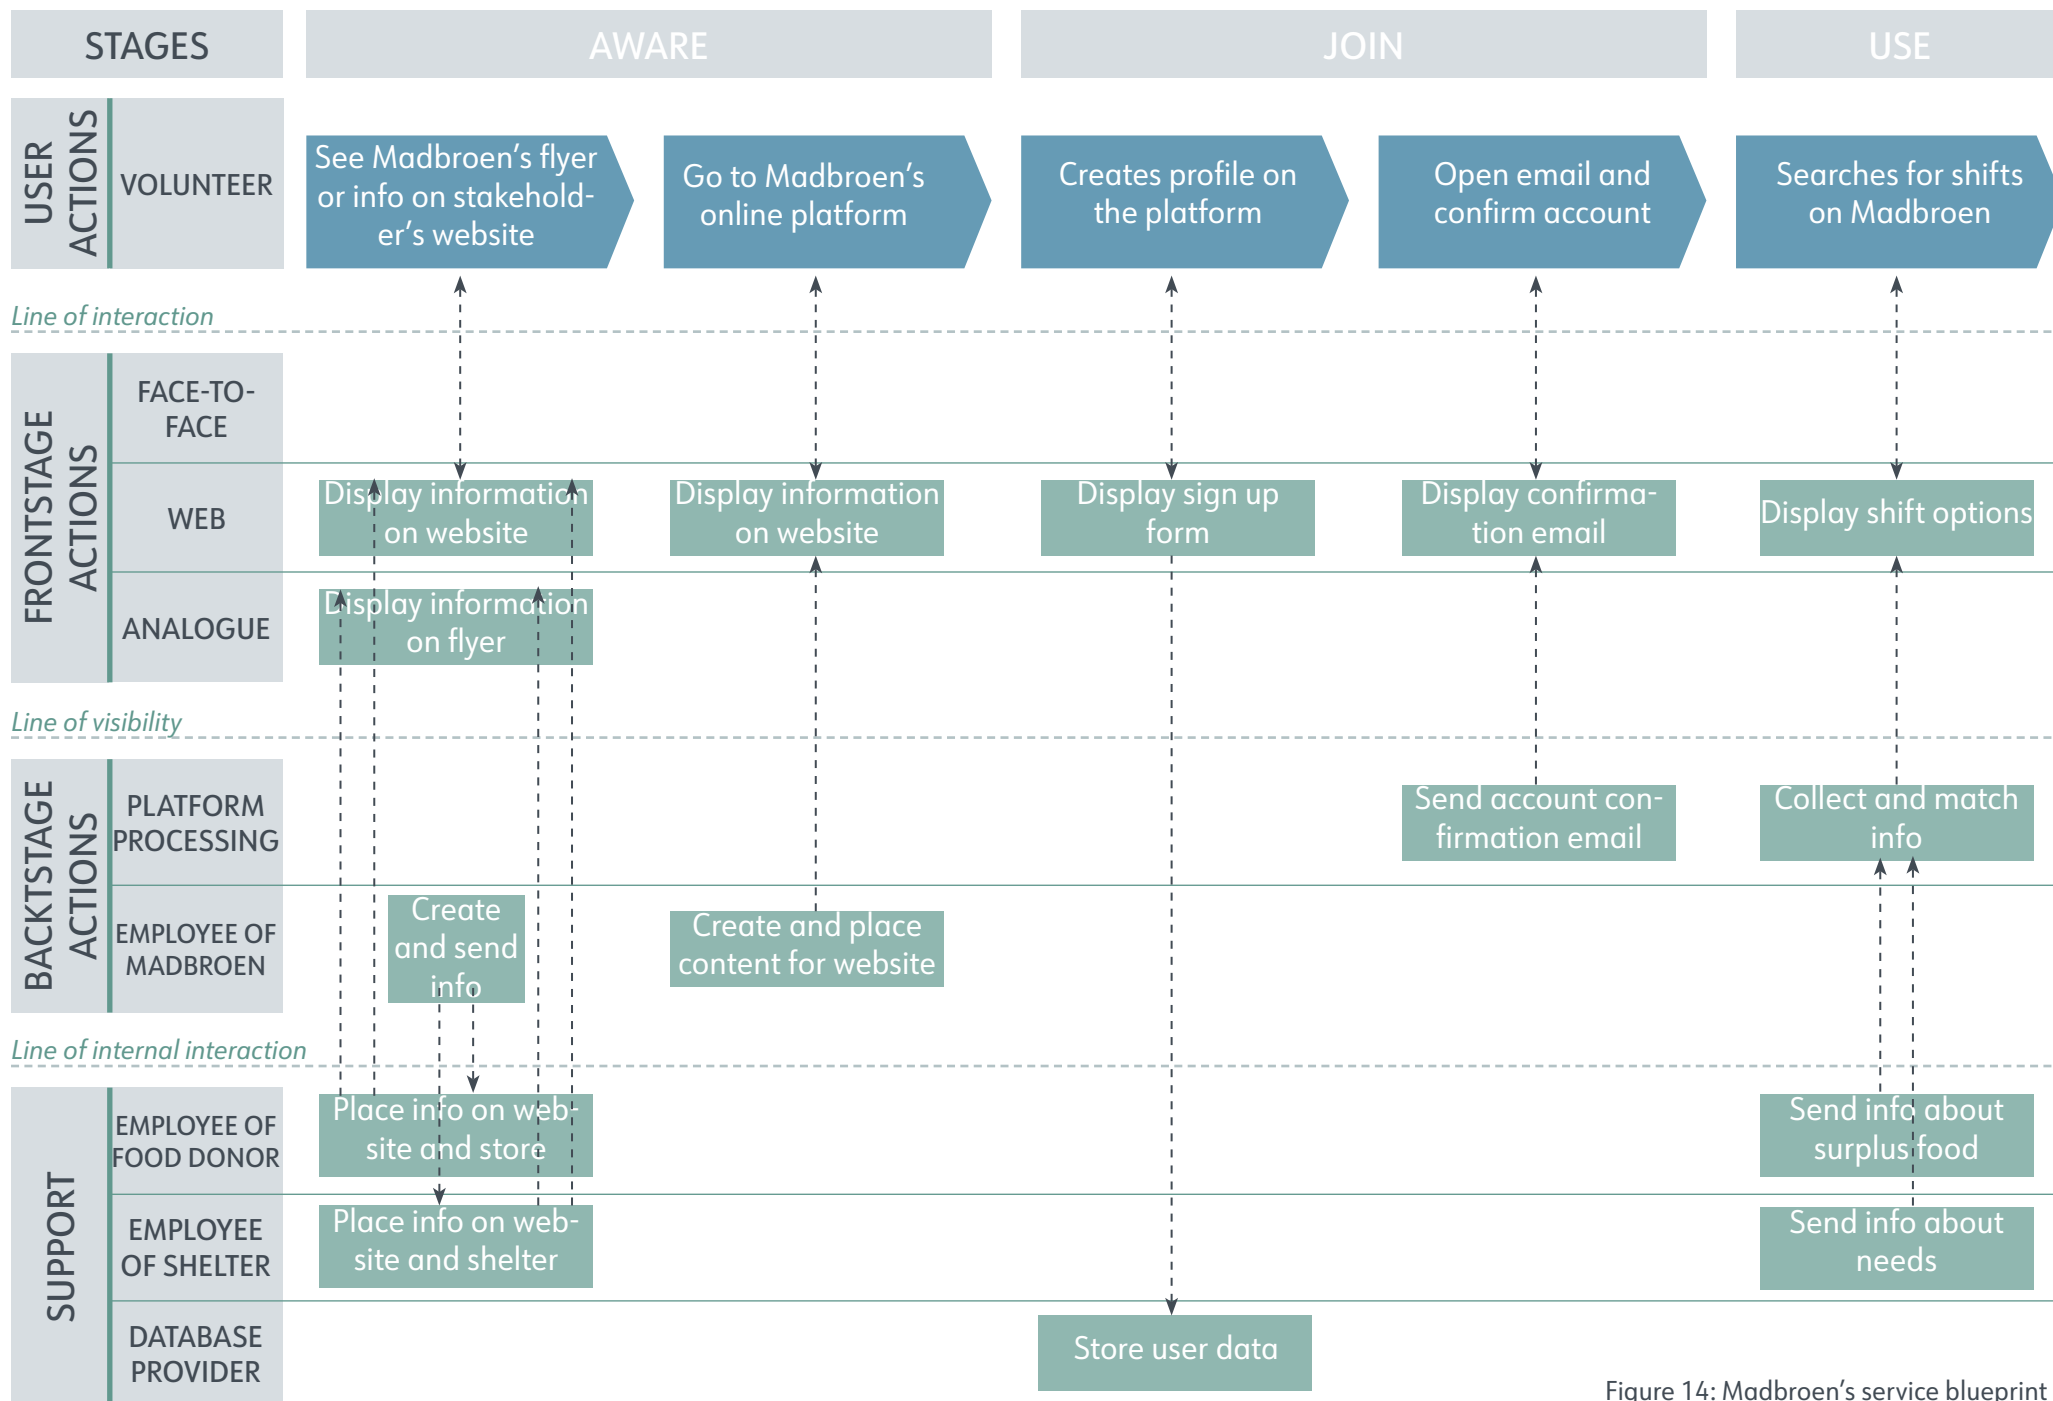 STAGES
AWARE
JOIN
USE
USER
ACTIONS
VOLUNTEER
See Madbroen's flyer
or info on stakehold-
er's website
Go to Madbroen's
online platform
Creates profile on
the platform
Open email and
confirm account
Searches for shifts
on Madbroen
Line of interaction
FRONTSTAGE
ACTIONS
FACE-TO-
FACE
WEB
Display information
on website
Display information
on website
Display sign up
form
Display confirma-
tion email
Display shift options
ANALOGUE
Display information
on flyer
Line of visibility
BACKTSTAGE
ACTIONS
PLATFORM
PROCESSING
Send account con-
firmation email
Collect and match
info
EMPLOYEE OF
MADBROEN
Create
and send
info
Create and place
content for website
Line of internal interaction
SUPPORT
EMPLOYEE OF
FOOD DONOR
Place info on web-
site and store
Send info about
surplus food
EMPLOYEE
OF SHELTER
Place info on web-
site and shelter
Send info about
needs
DATABASE
PROVIDER
Store user data
Figure 14: Madbroen's service blueprint